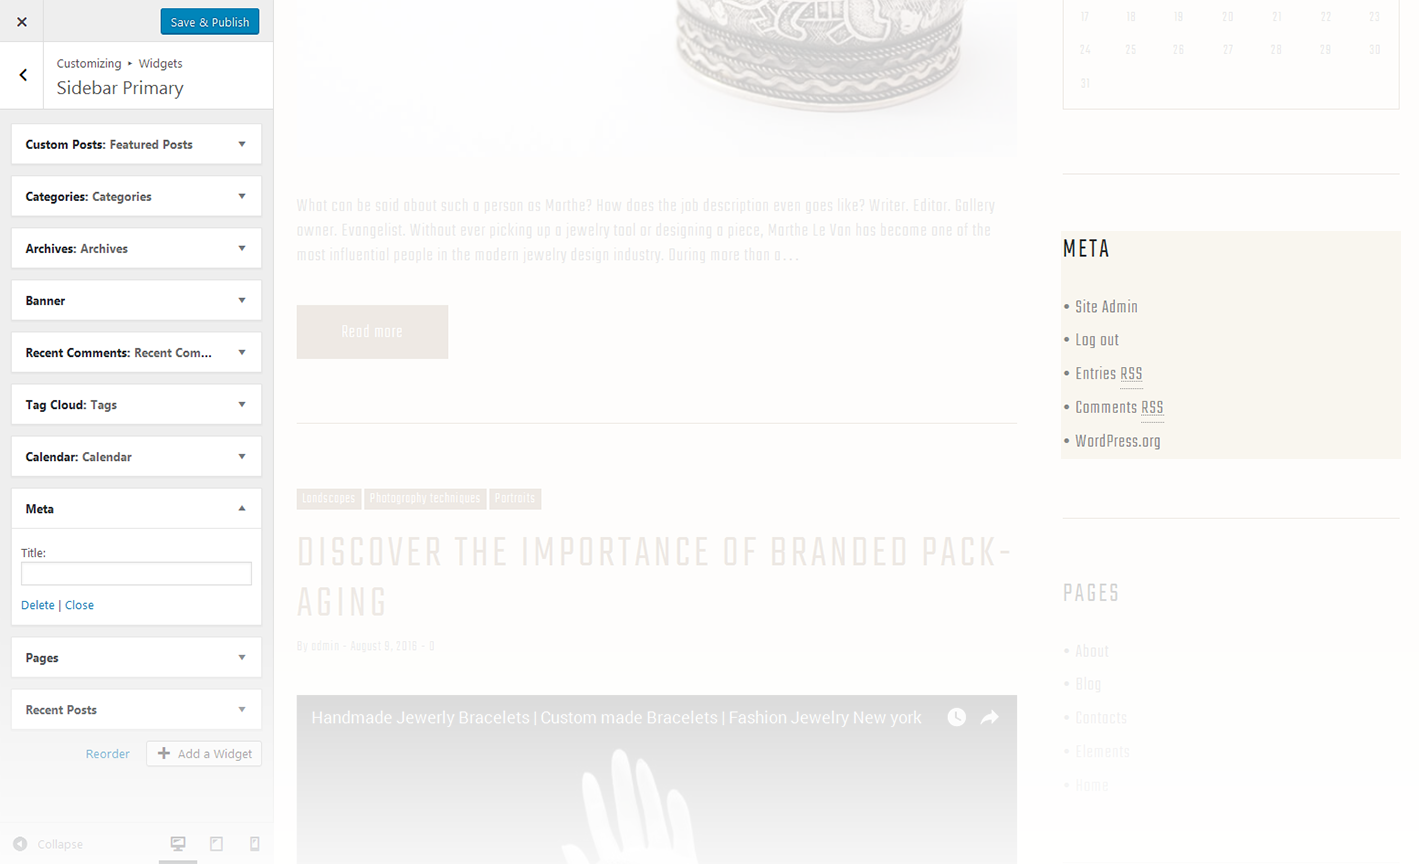 Save & Publish
Customizing ▸ Widgets
Sidebar Primary
Custom Posts: Featured Posts
Categories: Categories
Archives: Archives
Banner
Recent Comments: Recent Com...
Tag Cloud: Tags
Calendar: Calendar
Meta
Title:
Delete | Close
Pages
Recent Posts
Reorder
Add a Widget
Collapse
What can be said about such a person as Marthe? How does the job description even goes like? Writer. Editor. Gallery
owner. Evangelist. Without ever picking up a jewelry tool or designing a piece, Marthe Le Van has become one of the
most influential people in the modern jewelry design industry. During more than a...
Read more
Landscapes Photography techniques Portraits
DISCOVER THE IMPORTANCE OF BRANDED PACK-
AGING
By admin - August 9, 2016 - 0
Handmade Jewerly Bracelets | Custom made Bracelets | Fashion Jewelry New york
17 18 19 20 21 22 23
24 25 26 27 28 29 30
31
META
• Site Admin
• Log out
• Entries RSS
• Comments RSS
• WordPress.org
PAGES
• About
• Blog
• Contacts
• Elements
• Home